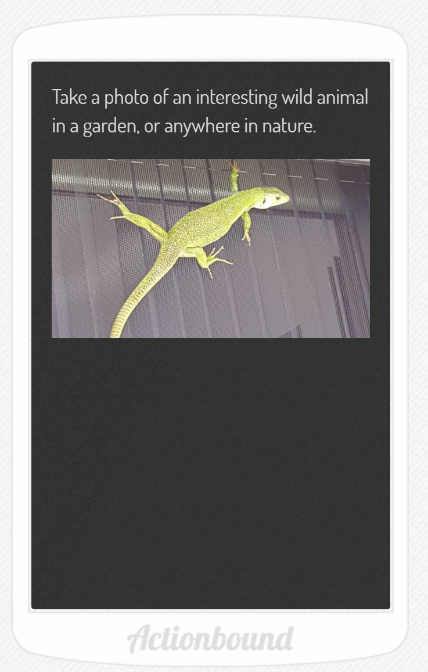 Take a photo of an interesting wild animal
in a garden, or anywhere in nature.
Actionbound